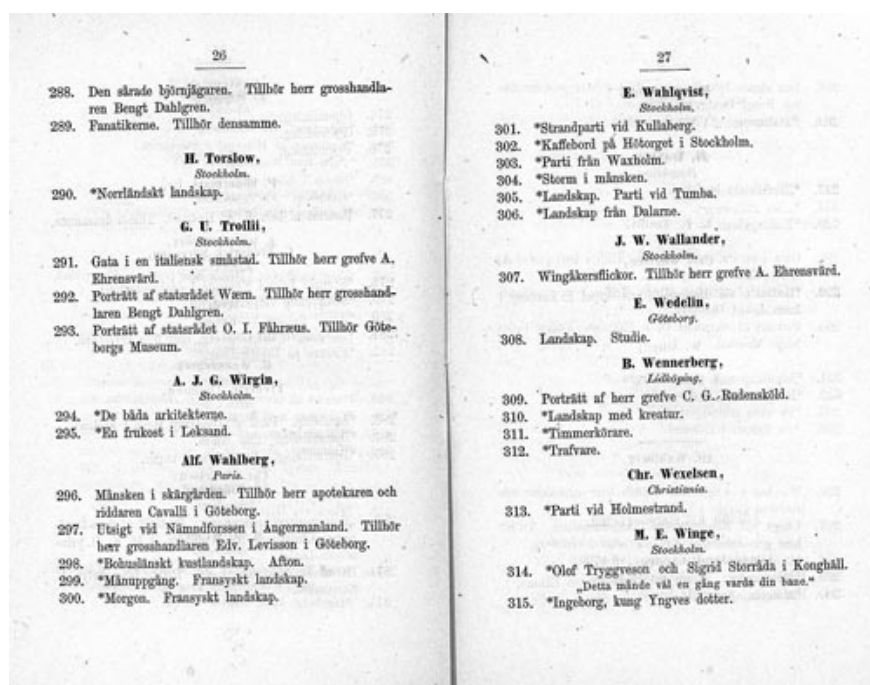 26
288. Den sårade björnjägaren. Tillhör herr grosshandla-
ren Bengt Dahlgren.
289. Fanatikerne. Tillhör densamme.
H. Torslow,
Stockholm.
290. *Norrländskt landskap.
G. U. Troilii,
Stockholm.
291. Gata i en italiensk småstad. Tillhör herr grefve A.
Ehrensvärd.
292. Porträtt af statsrådet Wærn. Tillhör herr grosshand-
laren Bengt Dahlgren.
293. Porträtt af statsrådet O. I. Fåhræus. Tillhör Göte-
borgs Museum.
A. J. G. Wirgin,
Stockholm.
294. *De båda arkitekterne.
295. *En frukost i Leksand.
Alf. Wahlberg,
Paris.
296. Månsken i skärgården. Tillhör herr apotekaren och
riddaren Cavalli i Göteborg.
297. Utsigt vid Nämndforssen i Ångermanland. Tillhör
herr grosshandlaren Edv. Levisson i Göteborg.
298. *Bohuslänskt kustlandskap. Afton.
299. *Månuppgång. Fransyskt landskap.
300. *Morgon. Fransyskt landskap.
27
E. Wahlqvist,
Stockholm.
301. *Strandparti vid Kullaberg.
302. *Kaffebord på Hötorget i Stockholm.
303. *Parti från Waxholm.
304. *Storm i månsken.
305. *Landskap. Parti vid Tumba.
306. *Landskap från Dalarne.
J. W. Wallander,
Stockholm.
307. Wingåkersflickor. Tillhör herr grefve A. Ehrensvärd.
E. Wedelin,
Göteborg.
308. Landskap. Studie.
B. Wennerberg,
Lidköping.
309. Porträtt af herr grefve C. G. Rudensköld.
310. *Landskap med kreatur.
311. *Timmerkörare.
312. *Trafvare.
Chr. Wexelsen,
Christiania.
313. *Parti vid Holmestrand.
M. E. Winge,
Stockholm.
314. *Olof Tryggveson och Sigrid Storråda i Konghäll.
„Detta månde väl en gång varda din bane.“
315. *Ingeborg, kung Yngves dotter.